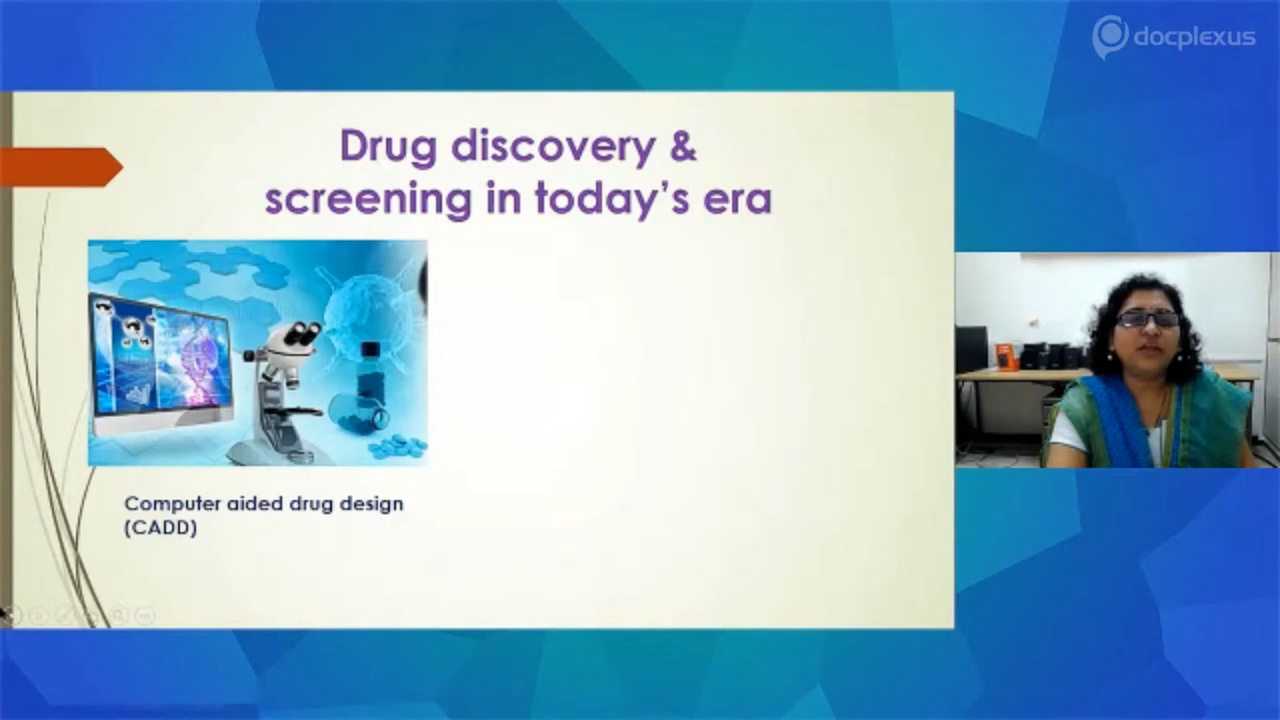 docplexus
Drug discovery &
screening in today's era
Computer aided drug design
(CADD)